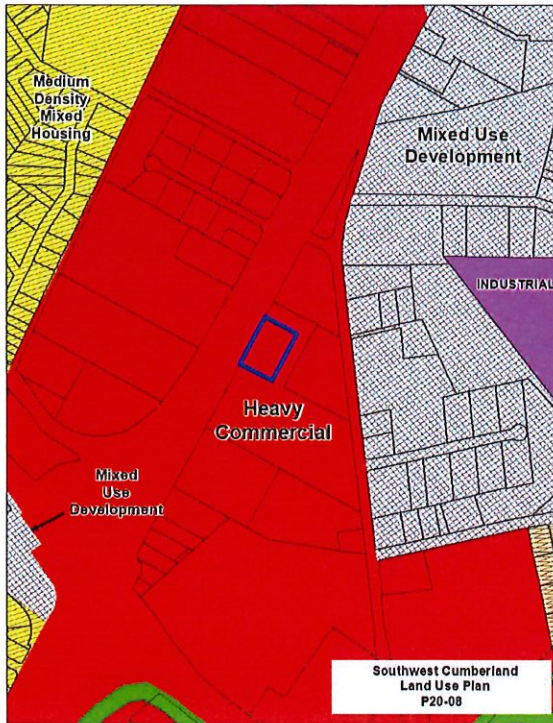 Medium
Density
Mixed
Housing
Mixed Use
Development
INDUSTRIAL
Heavy
Commercial
Mixed
Use
Development
Southwest Cumberland
Land Use Plan
P20-08